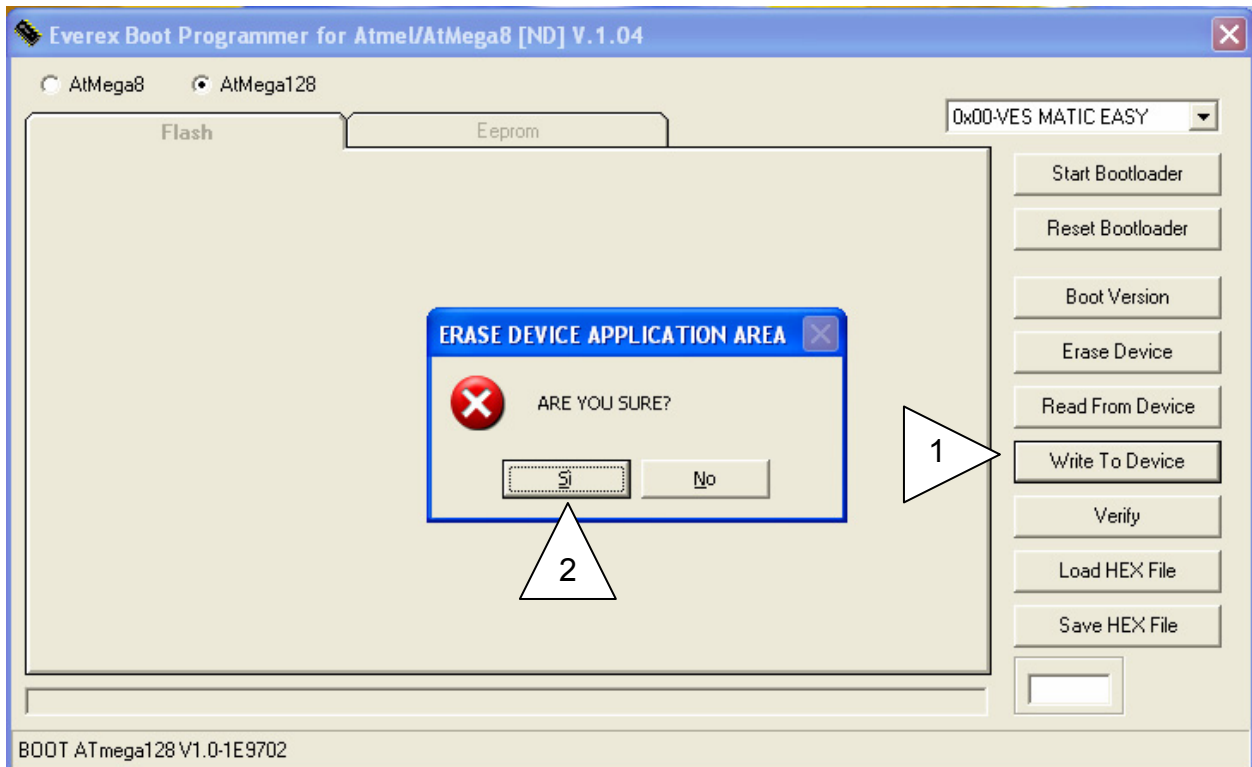 Everex Boot Programmer for Atmel/AtMega8 [ND] V.1.04
AtMega8 AtMega128
Flash Eeprom
0x00-VES MATIC EASY
Start Bootloader
Reset Bootloader
Boot Version
ERASE DEVICE APPLICATION AREA
Erase Device
ARE YOU SURE?
Read From Device
1
Write To Device
Sì No
Verify
2
Load HEX File
Save HEX File
BOOT ATmega128 V1.0-1E9702